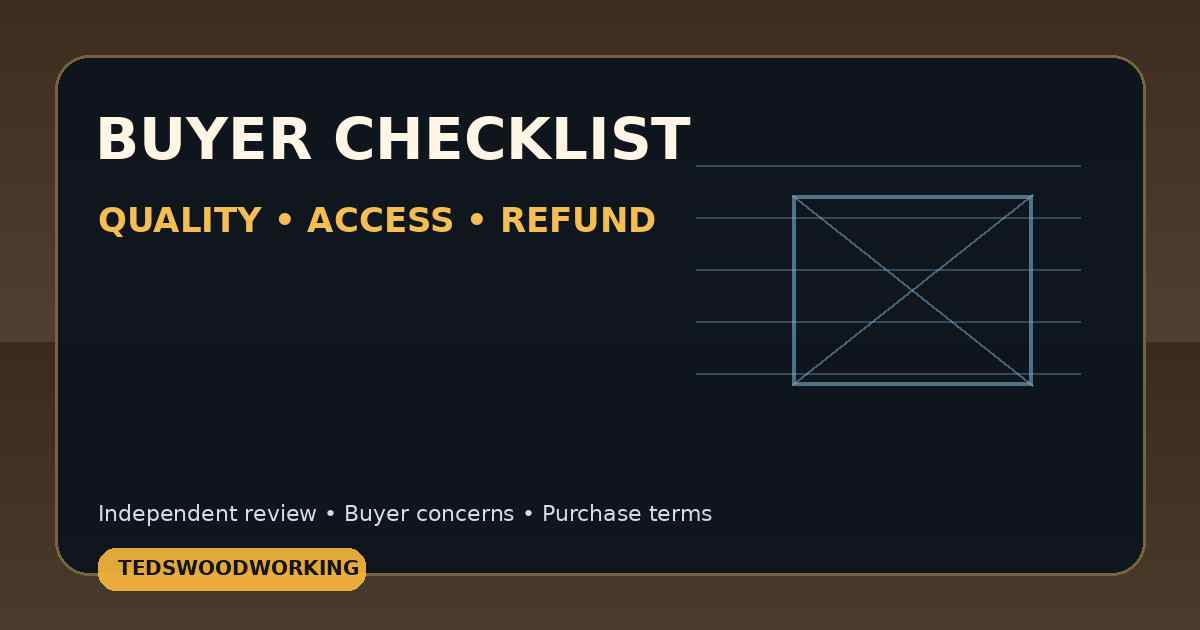 BUYER CHECKLIST
QUALITY • ACCESS • REFUND
Independent review • Buyer concerns • Purchase terms
TEDSWOODWORKING